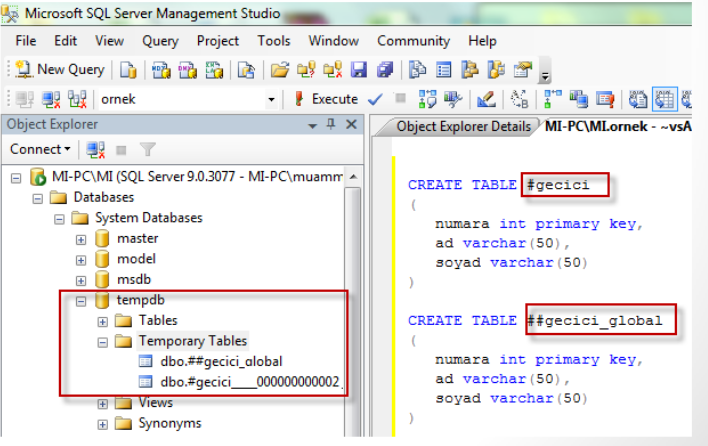 Microsoft SQL Server Management Studio
File Edit View Query Project Tools Window Community Help
New Query
ornek Execute
Object Explorer
Connect
MI-PC\MI (SQL Server 9.0.3077 - MI-PC\muamm
Databases
System Databases
master
model
msdb
tempdb
Tables
Temporary Tables
dbo.##gecici_global
dbo.#gecici____000000000002_
Views
Synonyms
Object Explorer Details MI-PC\MI.ornek - ~vsA
CREATE TABLE #gecici
(
numara int primary key,
ad varchar(50),
soyad varchar(50)
)
CREATE TABLE ##gecici_global
(
numara int primary key,
ad varchar(50),
soyad varchar(50)
)